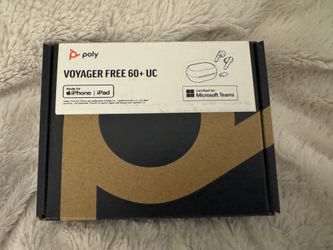 poly
VOYAGER FREE 60+ UC
Made for
iPhone | iPad
Certified for
Microsoft Teams